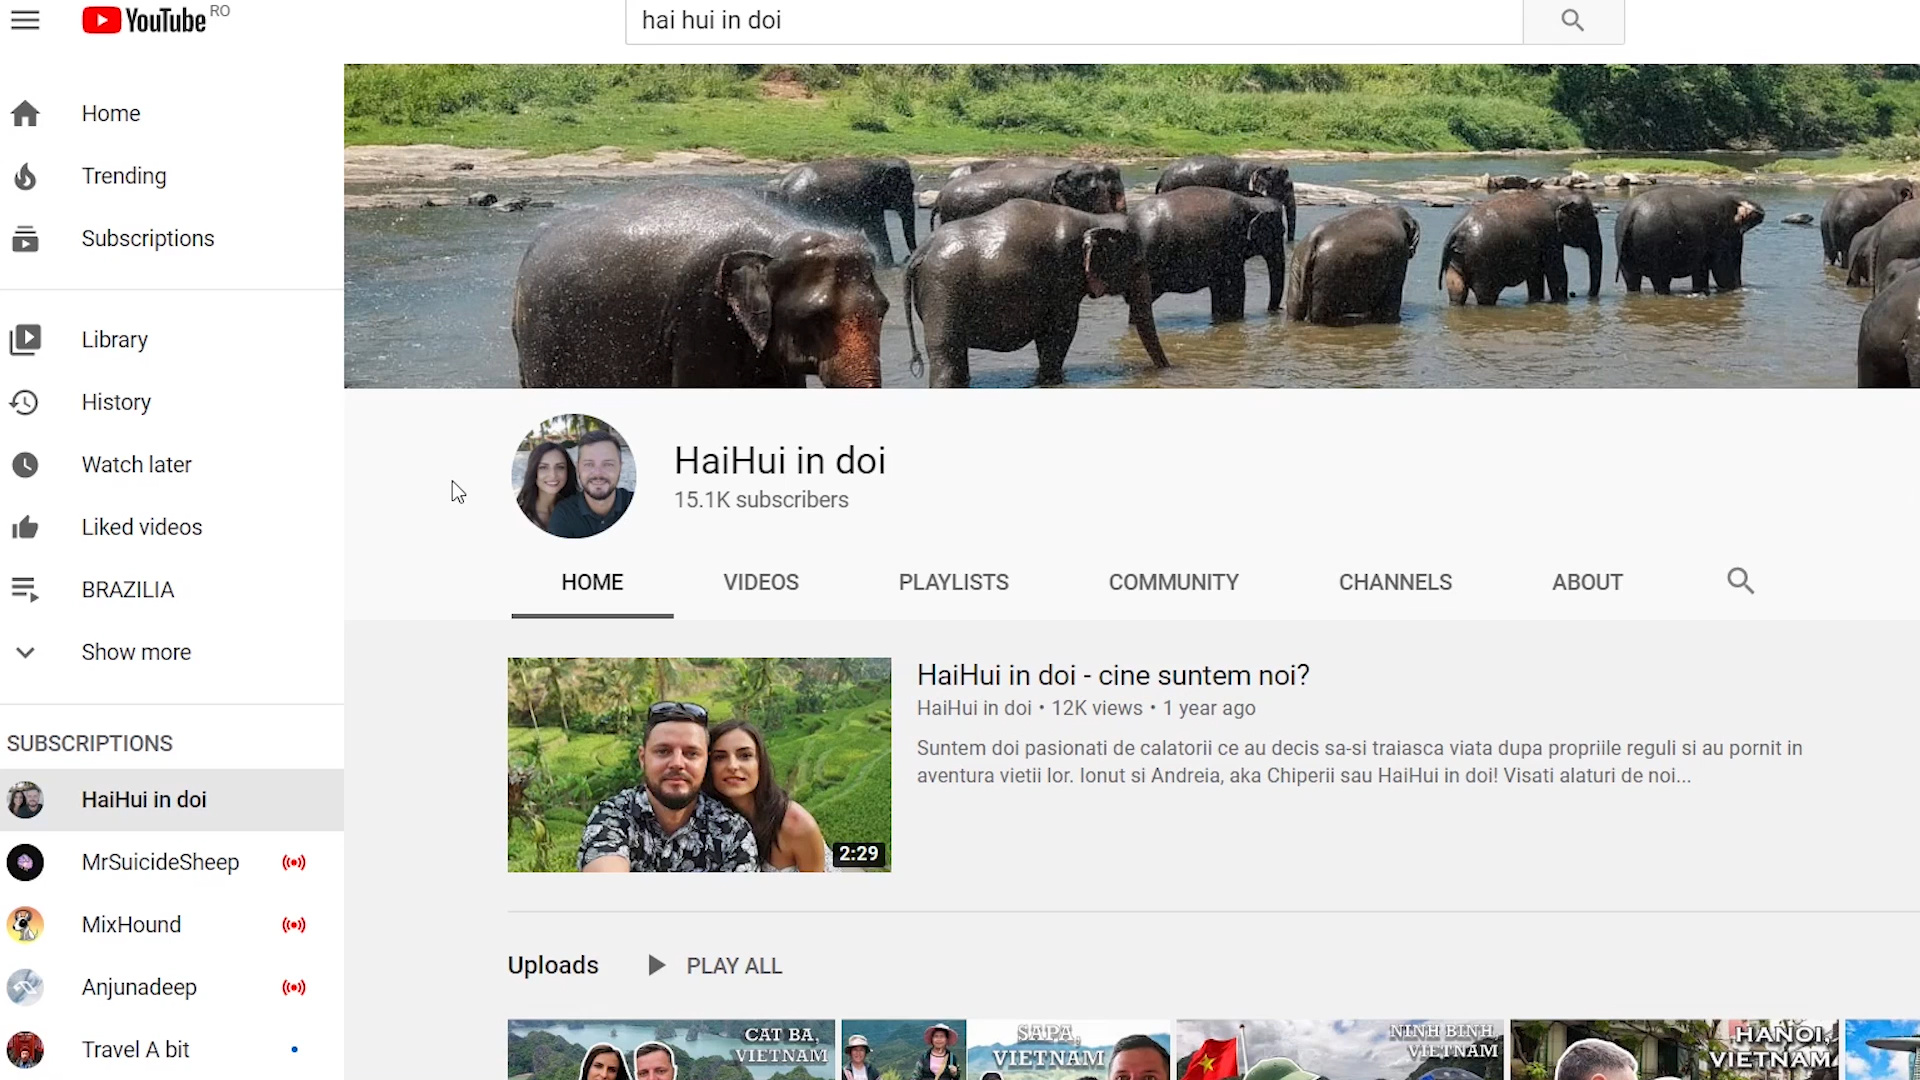 YouTube RO
hai hui in doi
Home
Trending
Subscriptions
Library
History
Watch later
Liked videos
BRAZILIA
Show more
SUBSCRIPTIONS
HaiHui in doi
MrSuicideSheep
MixHound
Anjunadeep
Travel A bit
HaiHui in doi
15.1K subscribers
HOME VIDEOS PLAYLISTS COMMUNITY CHANNELS ABOUT
2:29
HaiHui in doi - cine suntem noi?
HaiHui in doi • 12K views • 1 year ago
Suntem doi pasionati de calatorii ce au decis sa-si traiasca viata dupa propriile reguli si au pornit in
aventura vietii lor. Ionut si Andreia, aka Chiperii sau HaiHui in doi! Visati alaturi de noi...
Uploads PLAY ALL
CAT BA,
VIETNAM
SAPA,
VIETNAM
NINH BINH,
VIETNAM
HANOI,
VIETNAM